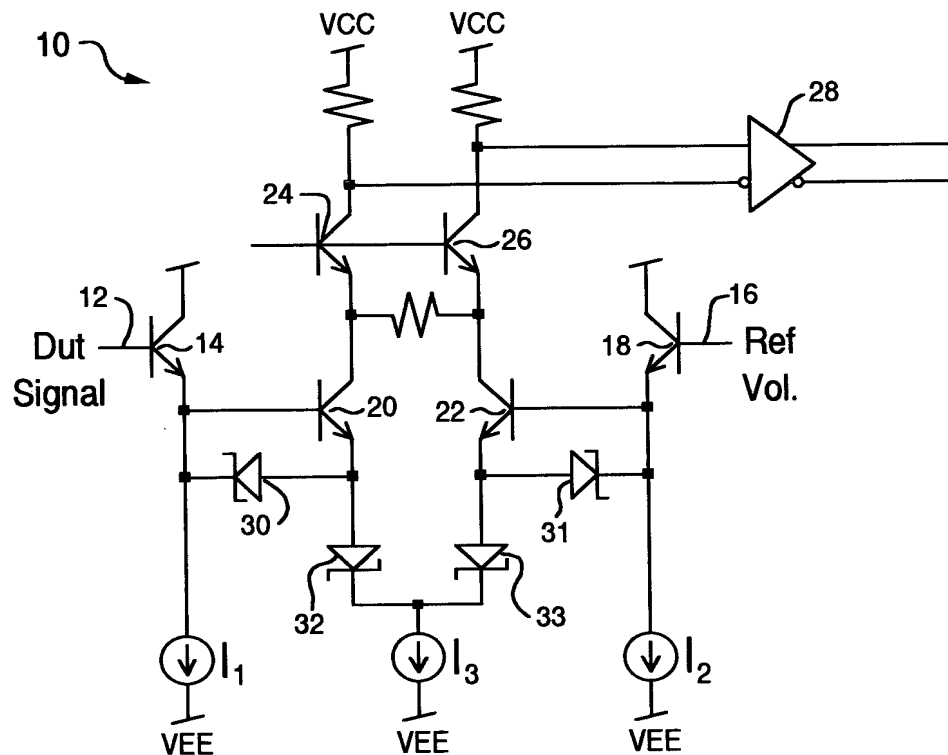 VCC VCC
10
28
24
26
12
16
Dut
Signal
14
18
Ref
Vol.
20
22
30
31
32
33
I1
I3
I2
VEE VEE VEE